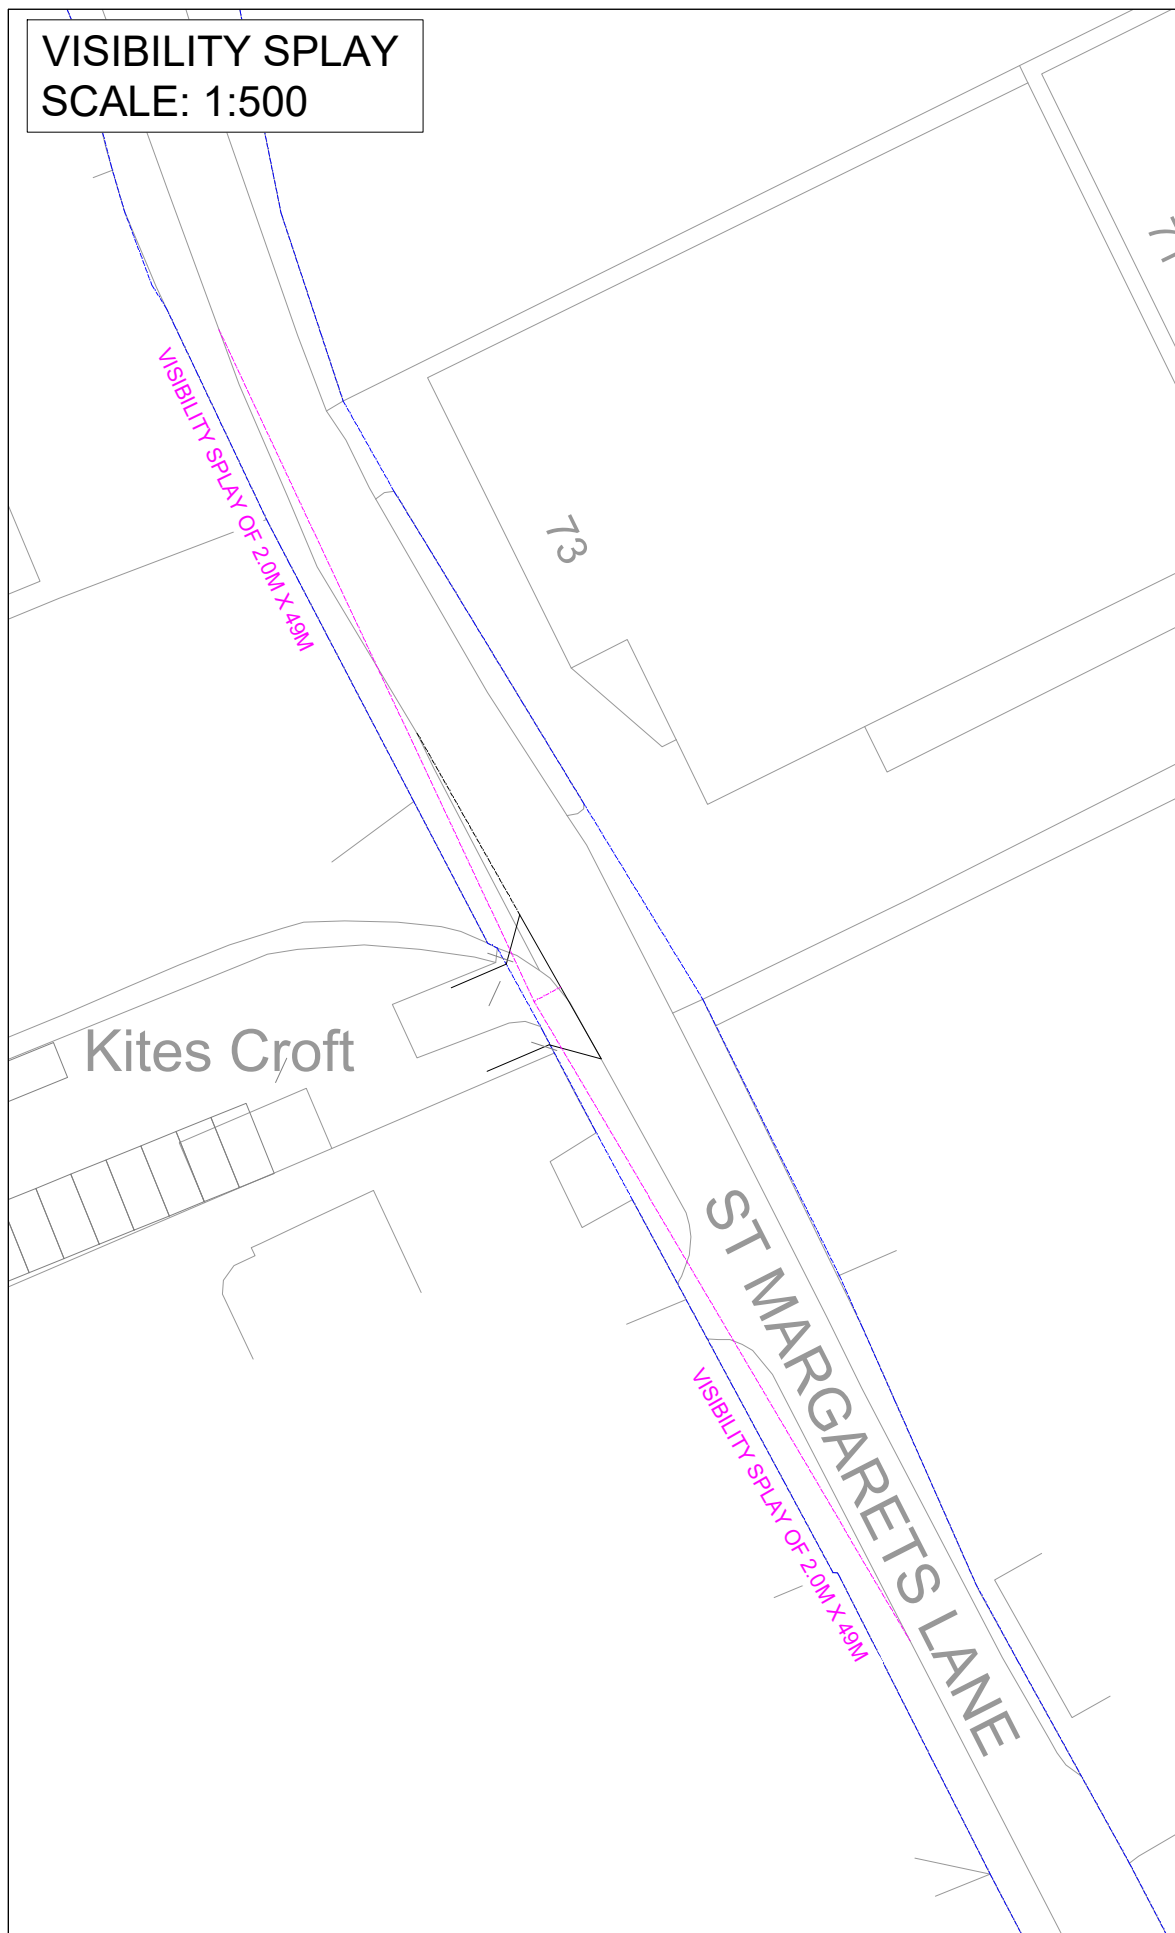 VISIBILITY SPLAY
SCALE: 1:500
VISIBILITY SPLAY OF 2.0M X 49M
73
Kites Croft
ST MARGARETS LANE
VISIBILITY SPLAY OF 2.0M X 49M